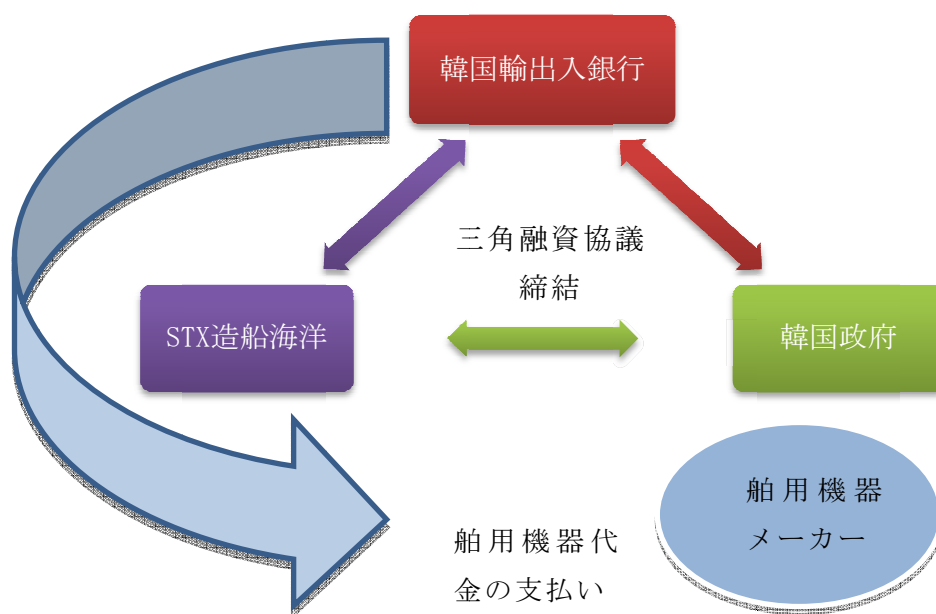 韓国輸出入銀行
三角融資協議
締結
STX造船海洋
韓国政府
舶用機器
メーカー
舶用機器代
金の支払い